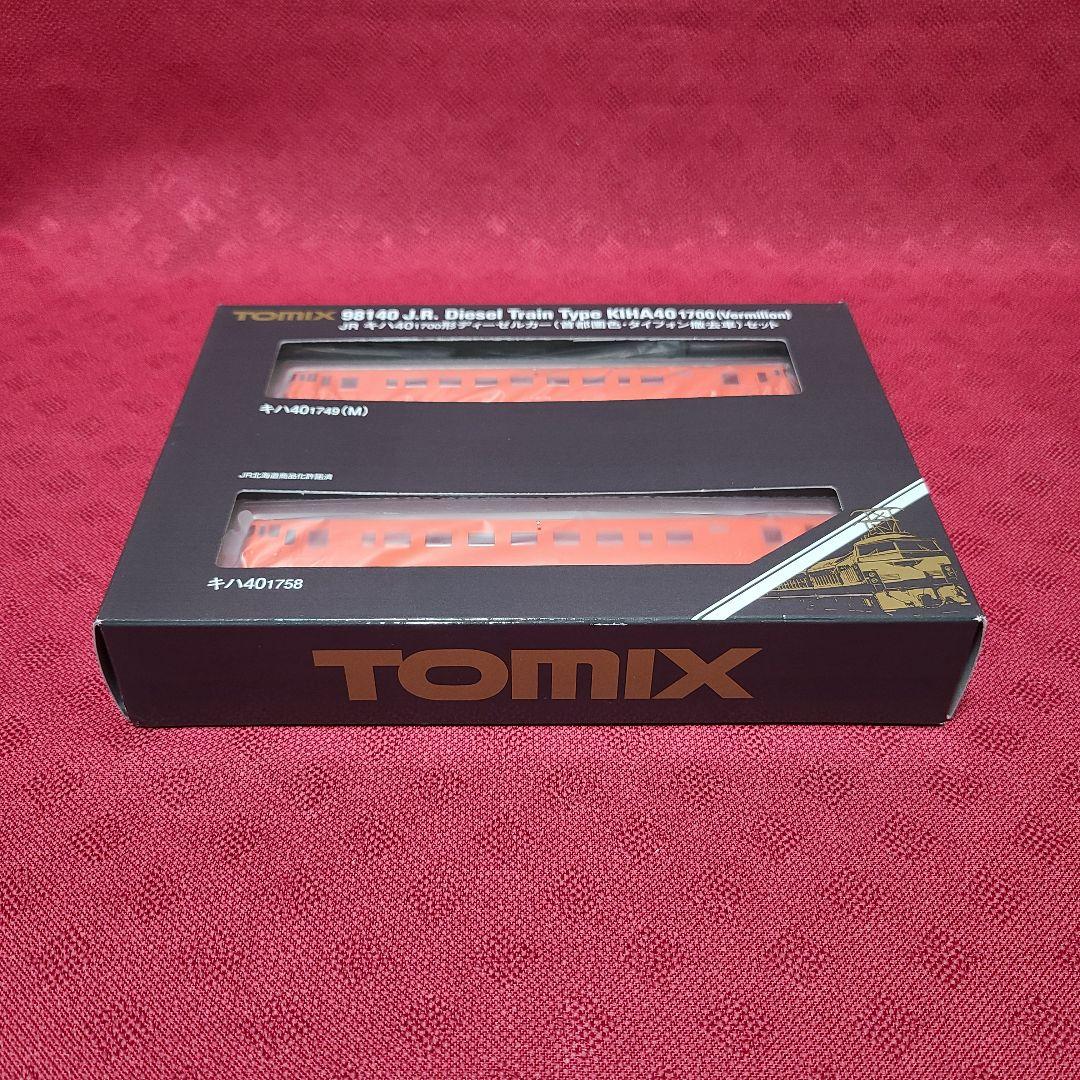 TOMIX 98140 J.R. Diesel Train Type KIHA40 1700 (Vermilion)
JR キハ40 1700形ディーゼルカー(首都圏色・タイフォン撤去車)セット
キハ40 1749(M)
JR北海道商品化許諾済
キハ40 1758
TOMIX